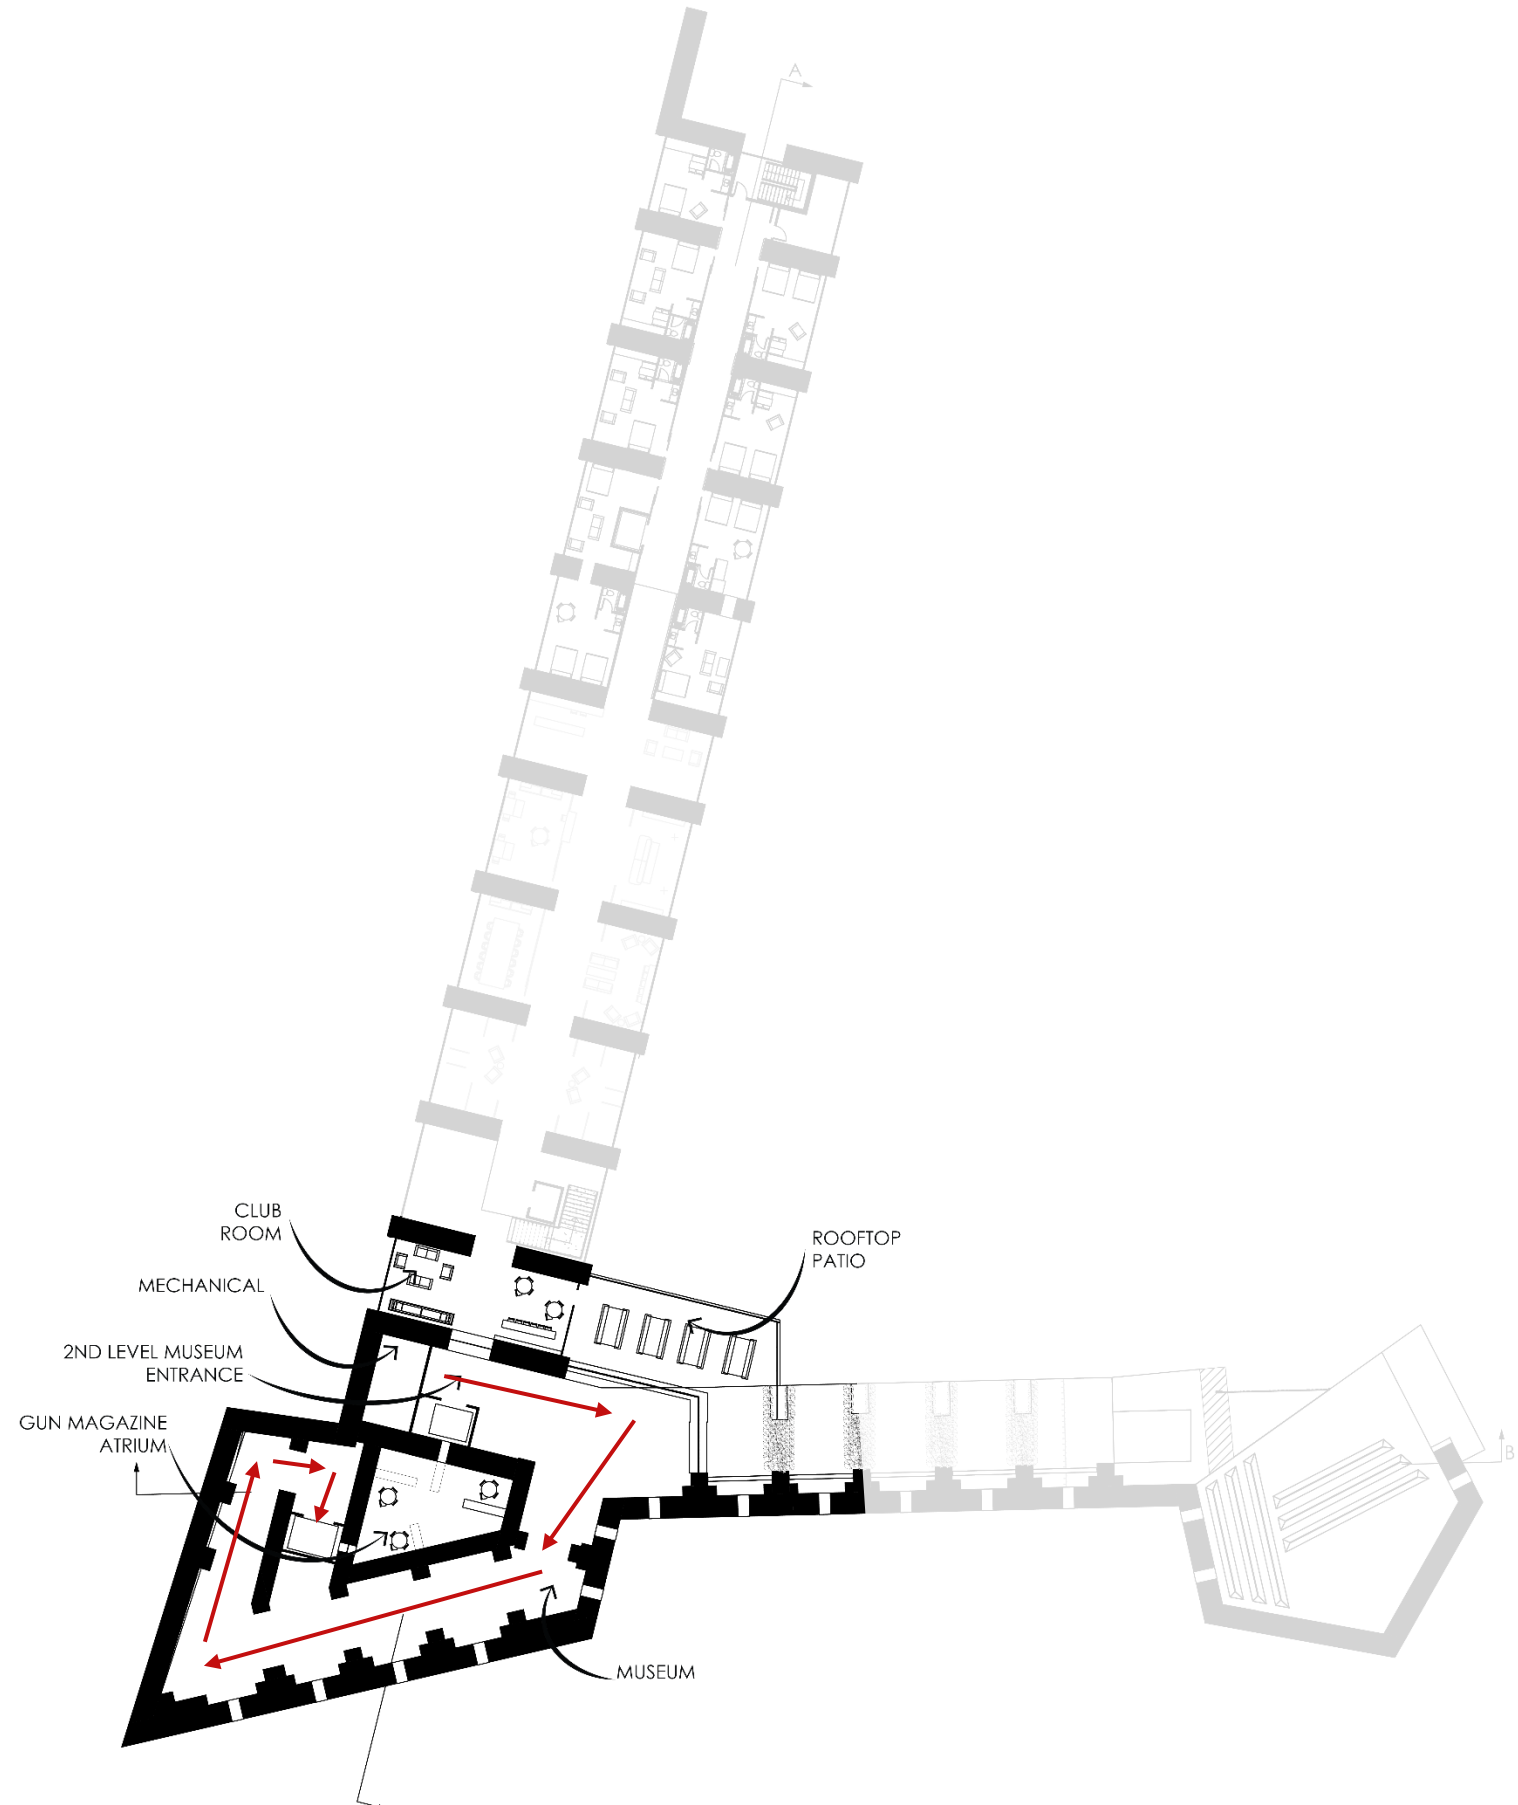 A
CLUB
ROOM
ROOFTOP
PATIO
MECHANICAL
2ND LEVEL MUSEUM
ENTRANCE
GUN MAGAZINE
ATRIUM
B
MUSEUM